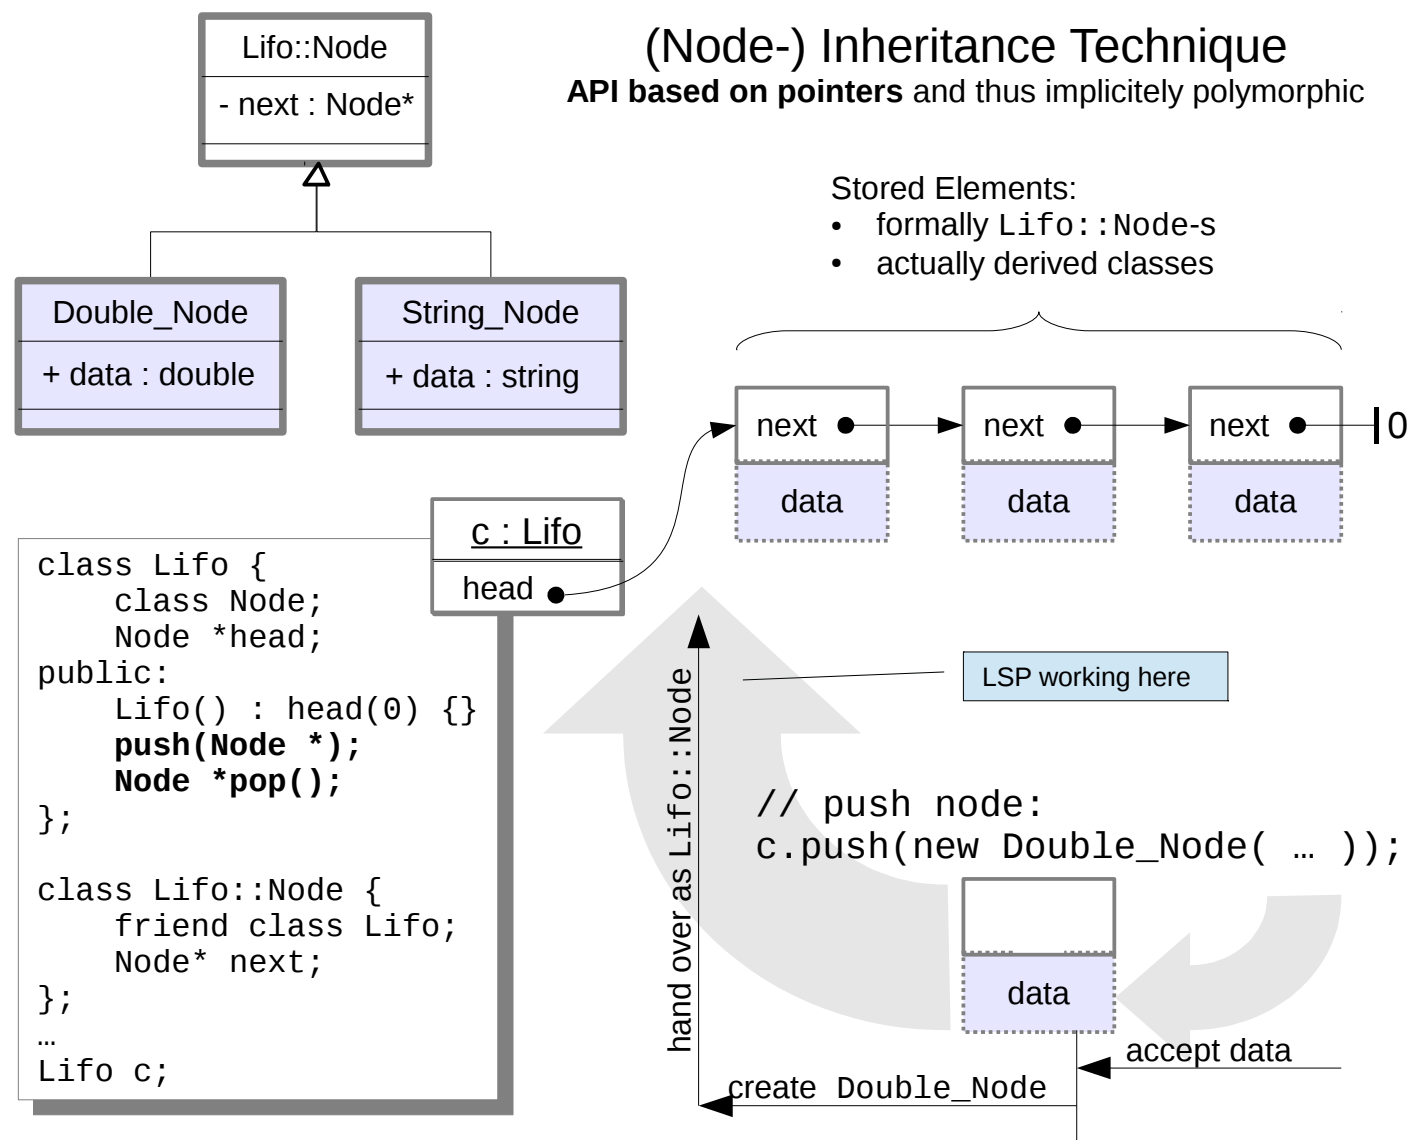 (Node-) Inheritance Technique
API based on pointers and thus implicitely polymorphic
Lifo::Node
- next : Node*
Double_Node
+ data : double
String_Node
+ data : string
Stored Elements:
• formally Lifo::Node-s
• actually derived classes
next
next
next
0
data
data
data
c : Lifo
head
class Lifo {
    class Node;
    Node *head;
public:
    Lifo() : head(0) {}
    push(Node *);
    Node *pop();
};
class Lifo::Node {
    friend class Lifo;
    Node* next;
};
…
Lifo c;
LSP working here
hand over as Lifo::Node
// push node:
c.push(new Double_Node( … ));
data
accept data
create Double_Node